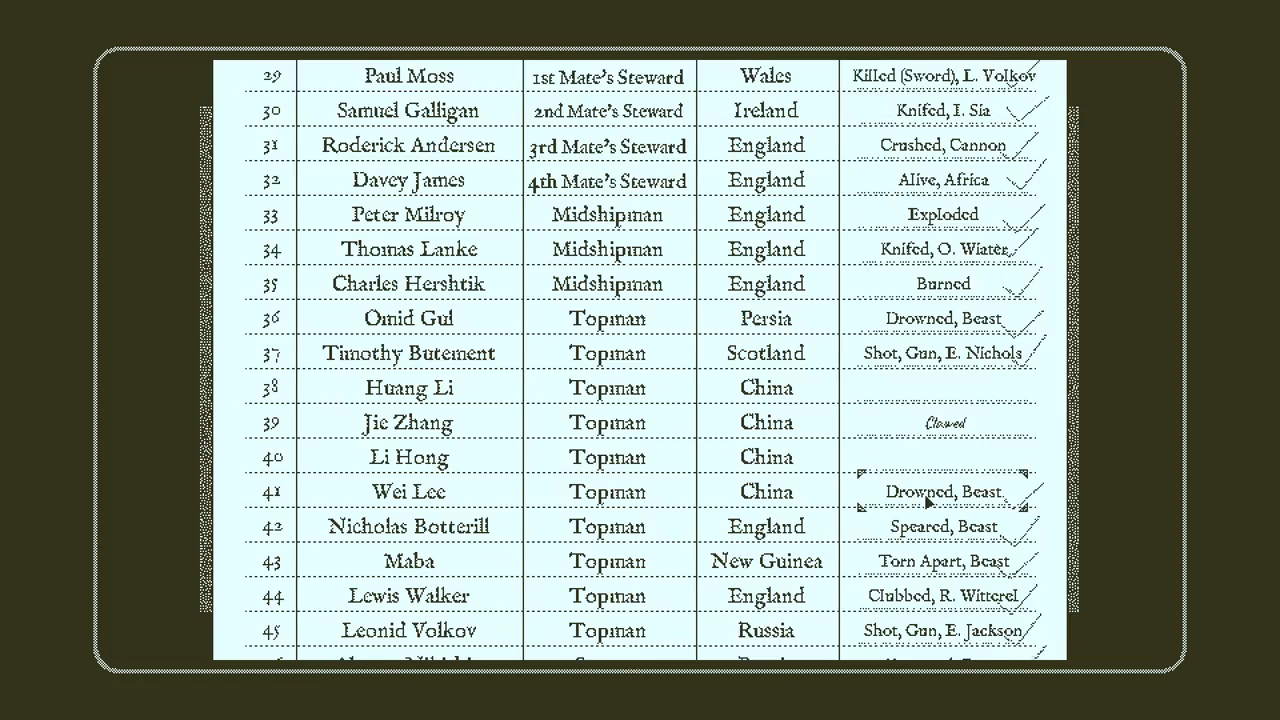 29 Paul Moss 1st Mate's Steward Wales Killed (Sword), L. Volkov
30 Samuel Galligan 2nd Mate's Steward Ireland Knifed, I. Sia
31 Roderick Andersen 3rd Mate's Steward England Crushed, Cannon
32 Davey James 4th Mate's Steward England Alive, Africa
33 Peter Milroy Midshipman England Exploded
34 Thomas Lanke Midshipman England Knifed, O. Wiater
35 Charles Hershtik Midshipman England Burned
36 Omid Gul Topman Persia Drowned, Beast
37 Timothy Butement Topman Scotland Shot, Gun, E. Nichols
38 Huang Li Topman China
39 Jie Zhang Topman China Clawed
40 Li Hong Topman China
41 Wei Lee Topman China Drowned, Beast
42 Nicholas Botterill Topman England Speared, Beast
43 Maba Topman New Guinea Torn Apart, Beast
44 Lewis Walker Topman England Clubbed, R. Witterel
45 Leonid Volkov Topman Russia Shot, Gun, E. Jackson